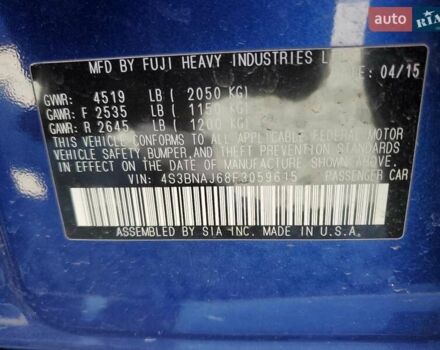 RIA
MFD BY FUJI HEAVY INDUSTRIES L E: 04/15
GVWR: 4519 LB ( 2050 KG)
GAWR: F 2535 LB ( 1150 KG)
GAWR: R 2645 LB ( 1200 KG)
THIS VEHICLE CONFORMS TO ALL APPLICABLE FEDERAL MOTOR
VEHICLE SAFETY, BUMPER, AND THEFT PREVENTION STANDARDS
IN EFFECT ON THE DATE OF MANUFACTURE SHOWN ABOVE.
VIN: 4S3BNAJ68F3059615 PASSENGER CAR
ASSEMBLED BY SIA INC. MADE IN U.S.A.